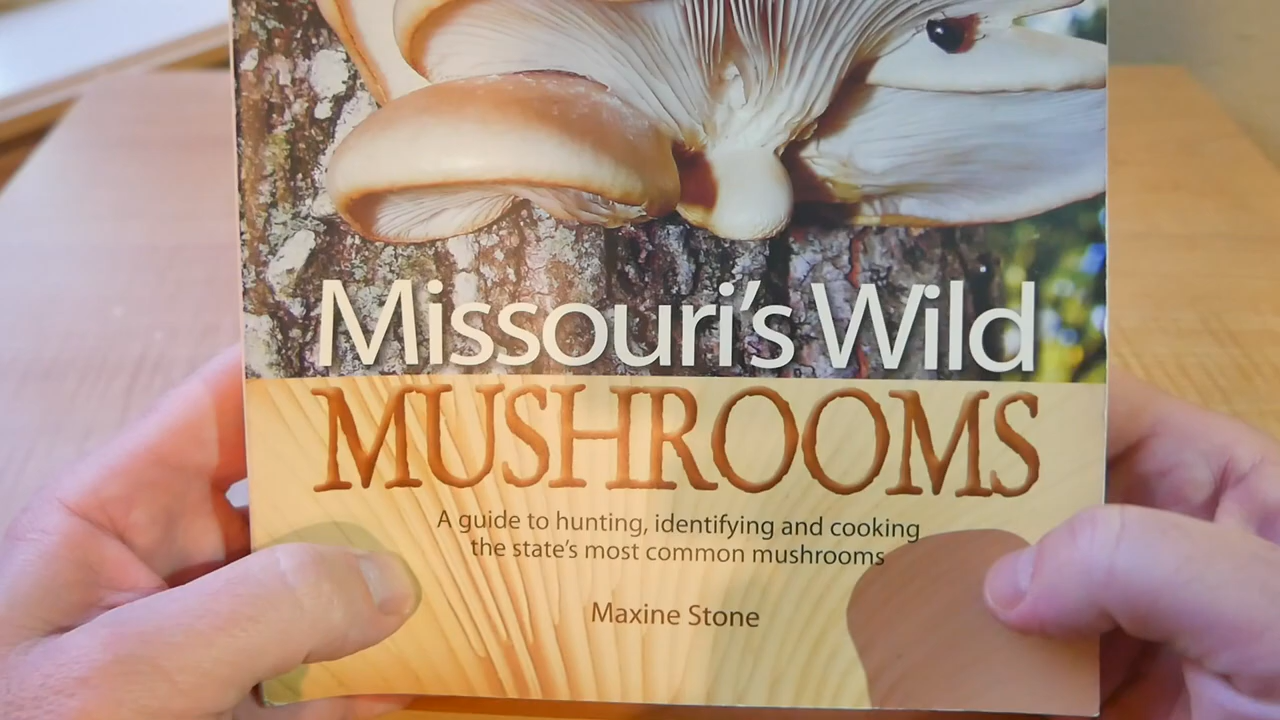 Missouri's Wild
MUSHROOMS
A guide to hunting, identifying and cooking
the state's most common mushrooms
Maxine Stone